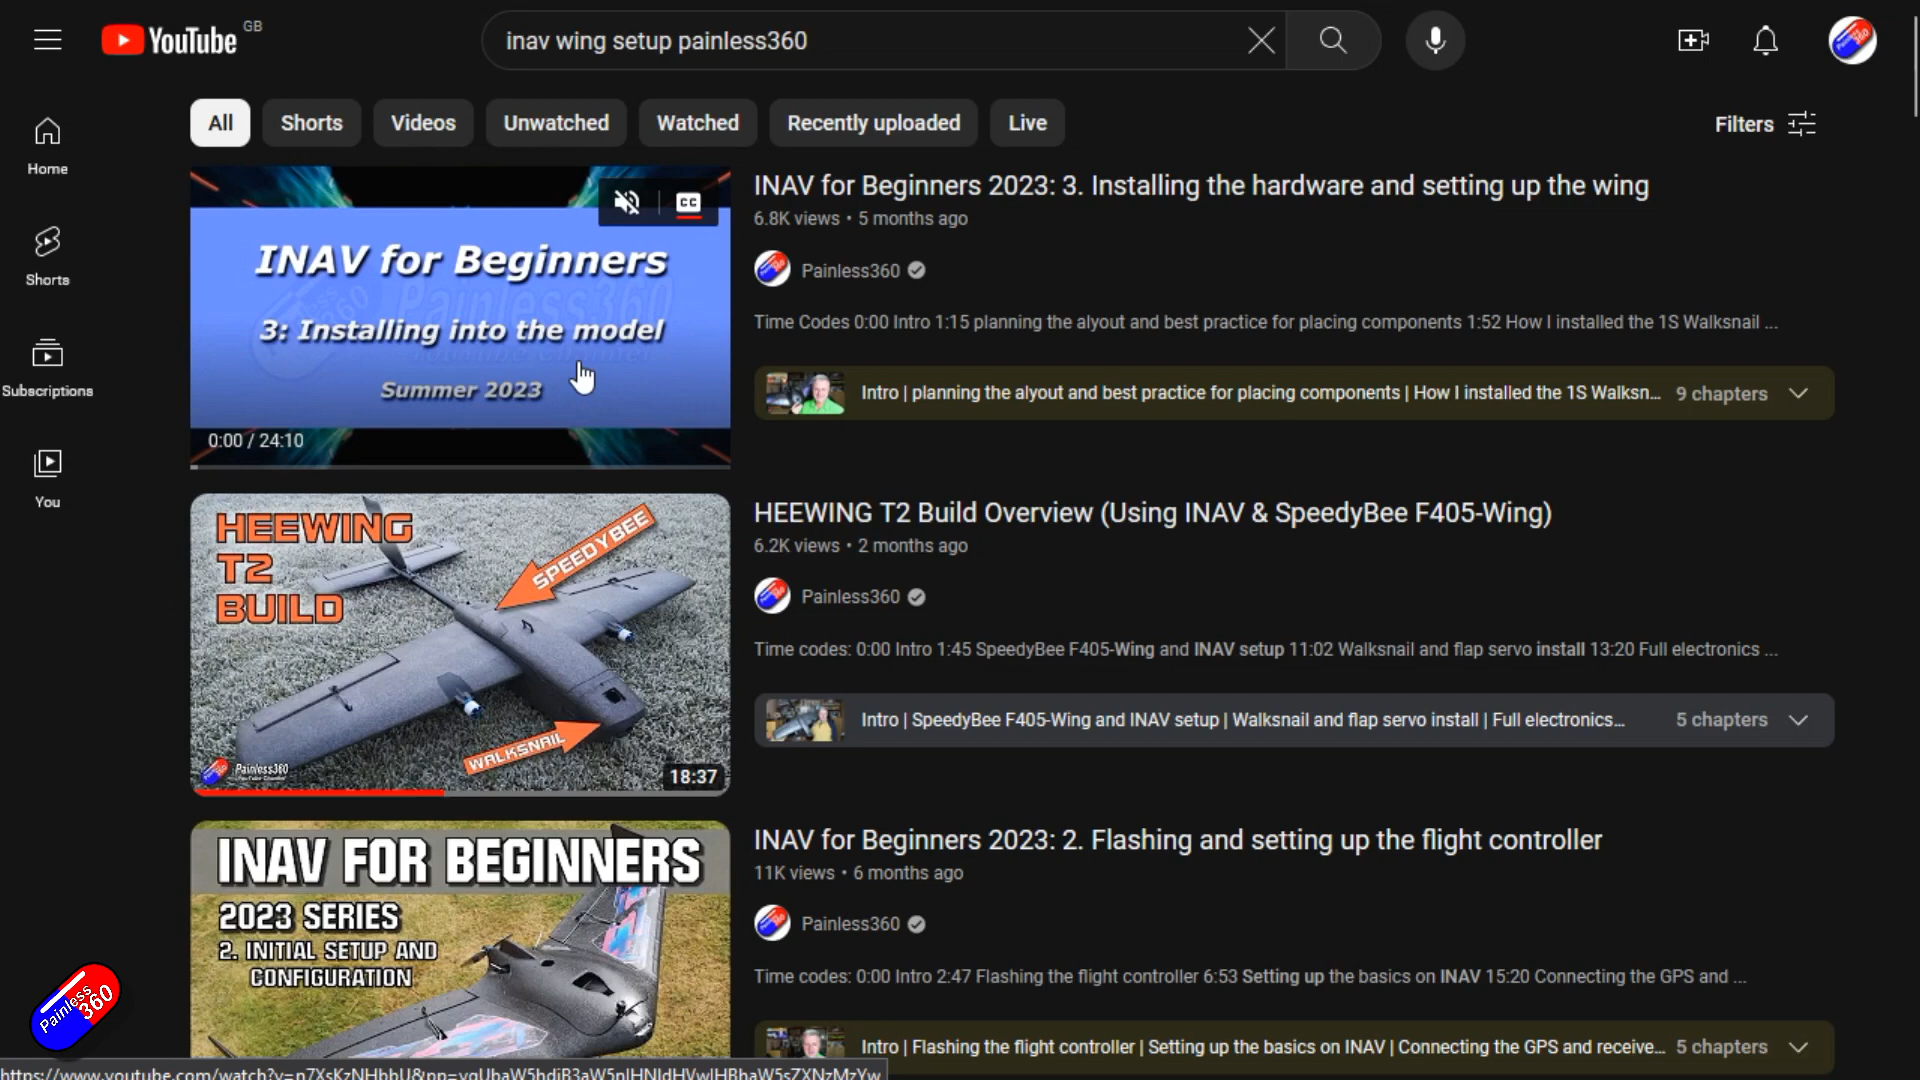 YouTube GB
inav wing setup painless360
All
Shorts
Videos
Unwatched
Watched
Recently uploaded
Live
Filters
Home
Shorts
Subscriptions
You
CC
INAV for Beginners
3: Installing into the model
Summer 2023
0:00 / 24:10
INAV for Beginners 2023: 3. Installing the hardware and setting up the wing
6.8K views • 5 months ago
Painless360
Time Codes 0:00 Intro 1:15 planning the alyout and best practice for placing components 1:52 How I installed the 1S Walksnail ...
Intro | planning the alyout and best practice for placing components | How I installed the 1S Walksn...
9 chapters
HEEWING
T2
BUILD
SPEEDYBEE
WALKSNAIL
Painless360
18:37
HEEWING T2 Build Overview (Using INAV & SpeedyBee F405-Wing)
6.2K views • 2 months ago
Painless360
Time codes: 0:00 Intro 1:45 SpeedyBee F405-Wing and INAV setup 11:02 Walksnail and flap servo install 13:20 Full electronics ...
Intro | SpeedyBee F405-Wing and INAV setup | Walksnail and flap servo install | Full electronics...
5 chapters
INAV FOR BEGINNERS
2023 SERIES
2. INITIAL SETUP AND
CONFIGURATION
INAV for Beginners 2023: 2. Flashing and setting up the flight controller
11K views • 6 months ago
Painless360
Time codes: 0:00 Intro 2:47 Flashing the flight controller 6:53 Setting up the basics on INAV 15:20 Connecting the GPS and ...
Intro | Flashing the flight controller | Setting up the basics on INAV | Connecting the GPS and receive...
5 chapters
Painless
360